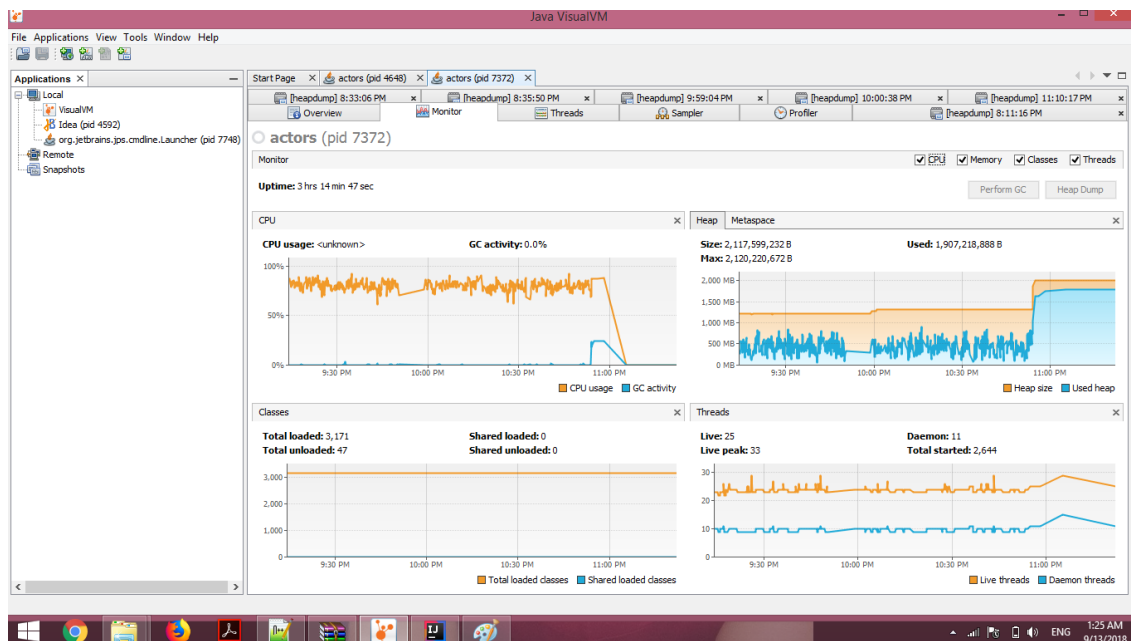 Java VisualVM
File Applications View Tools Window Help
Applications
Local
VisualVM
Idea (pid 4592)
org.jetbrains.jps.cmdline.Launcher (pid 7748)
Remote
Snapshots
Start Page
actors (pid 4648)
actors (pid 7372)
[heapdump] 8:33:06 PM
[heapdump] 8:35:50 PM
[heapdump] 9:59:04 PM
[heapdump] 10:00:38 PM
[heapdump] 11:10:17 PM
Overview
Monitor
Threads
Sampler
Profiler
[heapdump] 8:11:16 PM
actors (pid 7372)
Monitor
CPU
Memory
Classes
Threads
Uptime: 3 hrs 14 min 47 sec
Perform GC
Heap Dump
CPU
CPU usage: <unknown>
GC activity: 0.0%
100%
50%
0%
9:30 PM
10:00 PM
10:30 PM
11:00 PM
CPU usage
GC activity
Heap
Metaspace
Size: 2,117,599,232 B
Used: 1,907,218,888 B
Max: 2,120,220,672 B
2,000 MB
1,500 MB
1,000 MB
500 MB
0 MB
9:30 PM
10:00 PM
10:30 PM
11:00 PM
Heap size
Used heap
Classes
Total loaded: 3,171
Shared loaded: 0
Total unloaded: 47
Shared unloaded: 0
3,000
2,000
1,000
0
9:30 PM
10:00 PM
10:30 PM
11:00 PM
Total loaded classes
Shared loaded classes
Threads
Live: 25
Daemon: 11
Live peak: 33
Total started: 2,644
30
20
10
0
9:30 PM
10:00 PM
10:30 PM
11:00 PM
Live threads
Daemon threads
IJ
ENG
1:25 AM
9/13/2018